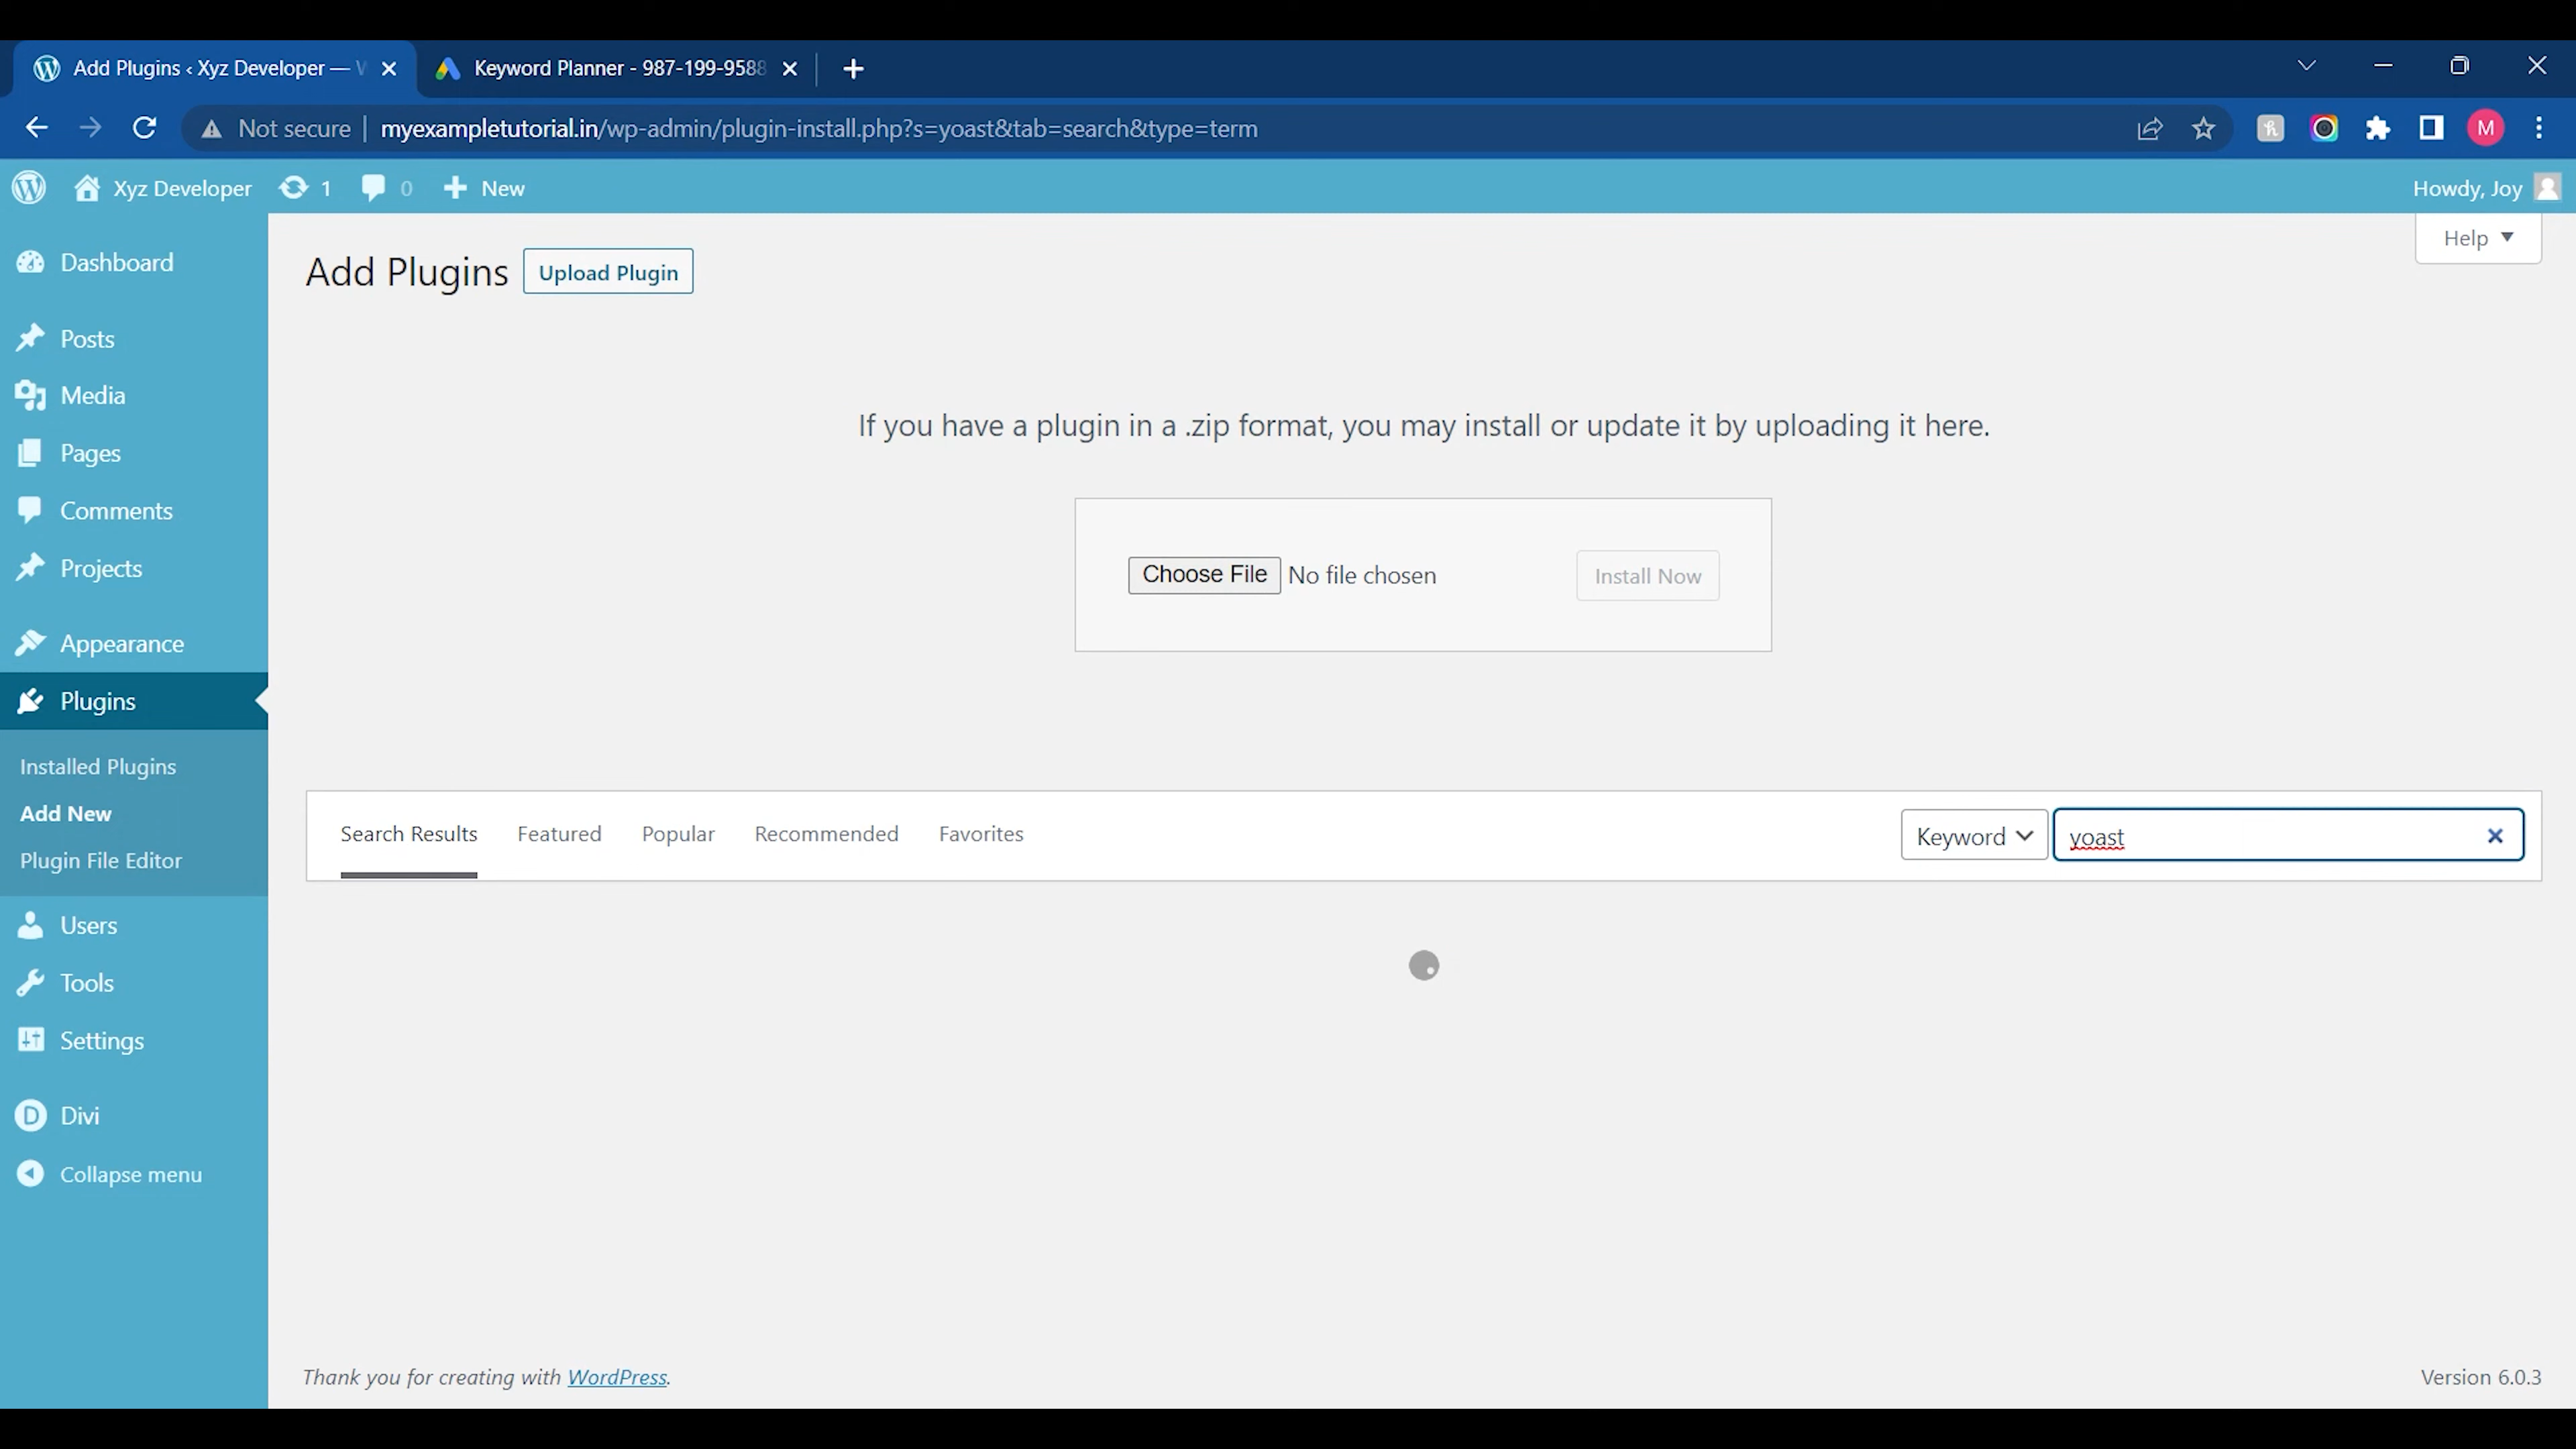 Add Plugins ‹ Xyz Developer — W
Keyword Planner - 987-199-9588
Not secure myexampletutorial.in/wp-admin/plugin-install.php?s=yoast&tab=search&type=term
M
Xyz Developer 1 0 New
Howdy, Joy
Help
Dashboard
Posts
Media
Pages
Comments
Projects
Appearance
Plugins
Installed Plugins
Add New
Plugin File Editor
Users
Tools
Settings
Divi
Collapse menu
Add Plugins Upload Plugin
If you have a plugin in a .zip format, you may install or update it by uploading it here.
Choose File No file chosen Install Now
Search Results Featured Popular Recommended Favorites Keyword yoast
Thank you for creating with WordPress.
Version 6.0.3